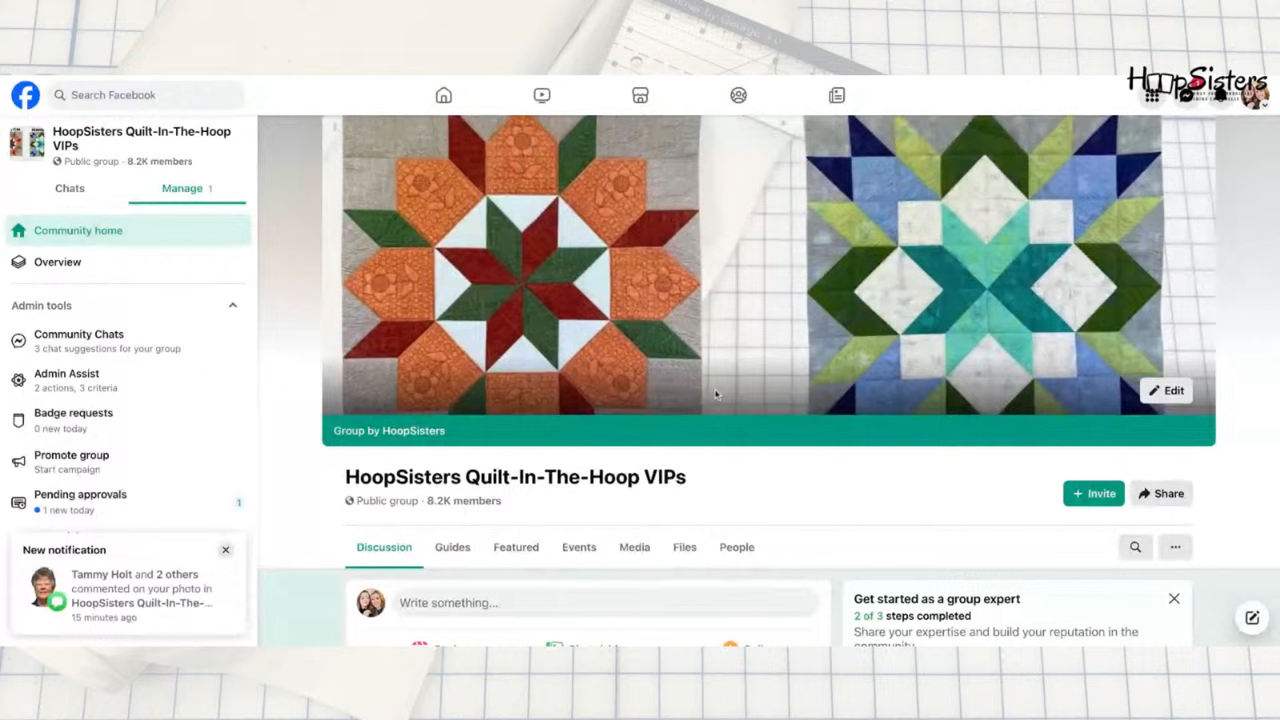 HoopSisters
Search Facebook
HoopSisters Quilt-In-The-Hoop
VIPs
Public group · 8.2K members
Chats
Manage 1
Community home
Overview
Admin tools
Community Chats
3 chat suggestions for your group
Admin Assist
2 actions, 3 criteria
Badge requests
0 new today
Promote group
Start campaign
Pending approvals
1 new today
1
New notification
Tammy Holt and 2 others
commented on your photo in
HoopSisters Quilt-In-The-...
15 minutes ago
Edit
Group by HoopSisters
HoopSisters Quilt-In-The-Hoop VIPs
Public group · 8.2K members
+ Invite
Share
Discussion
Guides
Featured
Events
Media
Files
People
Write something...
Get started as a group expert
2 of 3 steps completed
Share your expertise and build your reputation in the
community